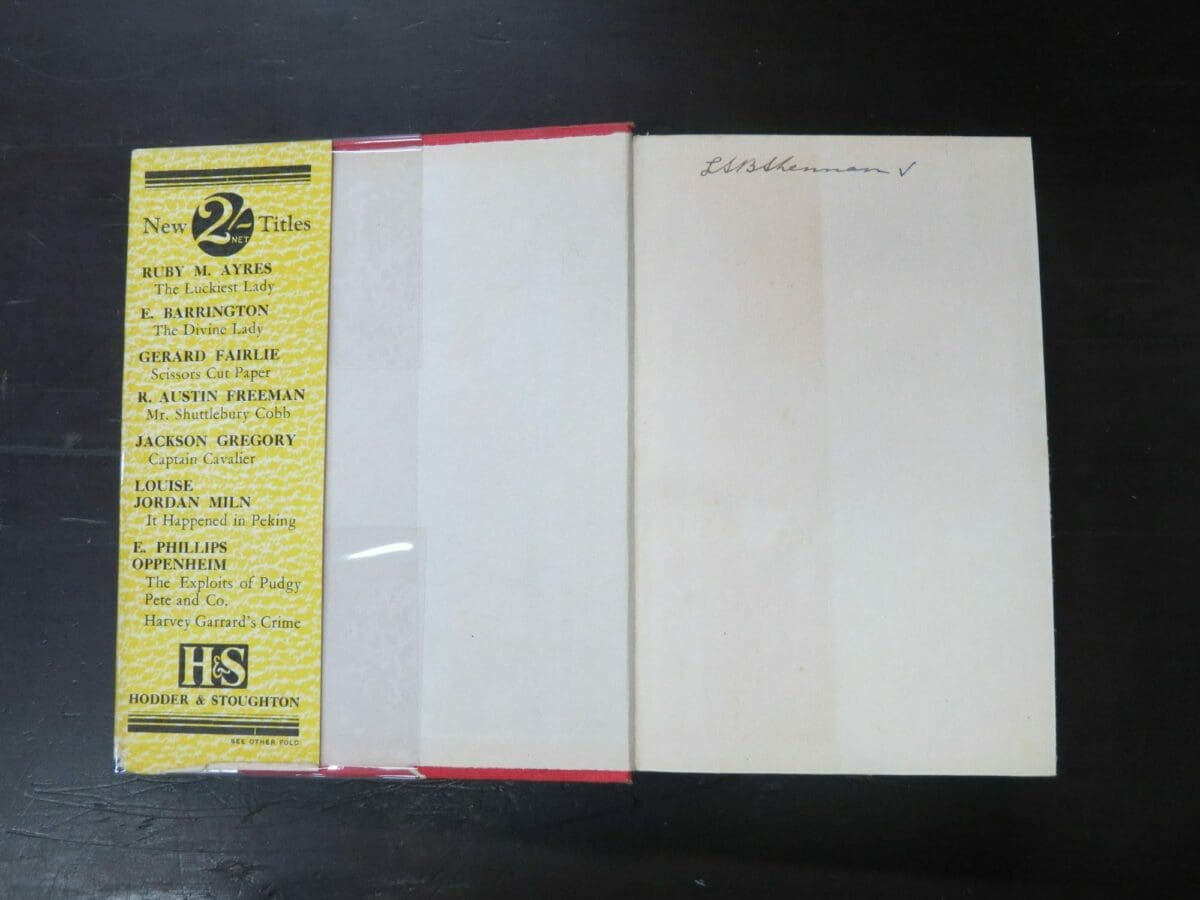 New 2/- NET Titles
RUBY M. AYRES
The Luckiest Lady
E. BARRINGTON
The Divine Lady
GERARD FAIRLIE
Scissors Cut Paper
R. AUSTIN FREEMAN
Mr. Shuttlebury Cobb
JACKSON GREGORY
Captain Cavalier
LOUISE
JORDAN MILN
It Happened in Peking
E. PHILLIPS
OPPENHEIM
The Exploits of Pudgy
Pete and Co.
Harvey Garrard's Crime
H&S
HODDER & STOUGHTON
SEE OTHER FOLD